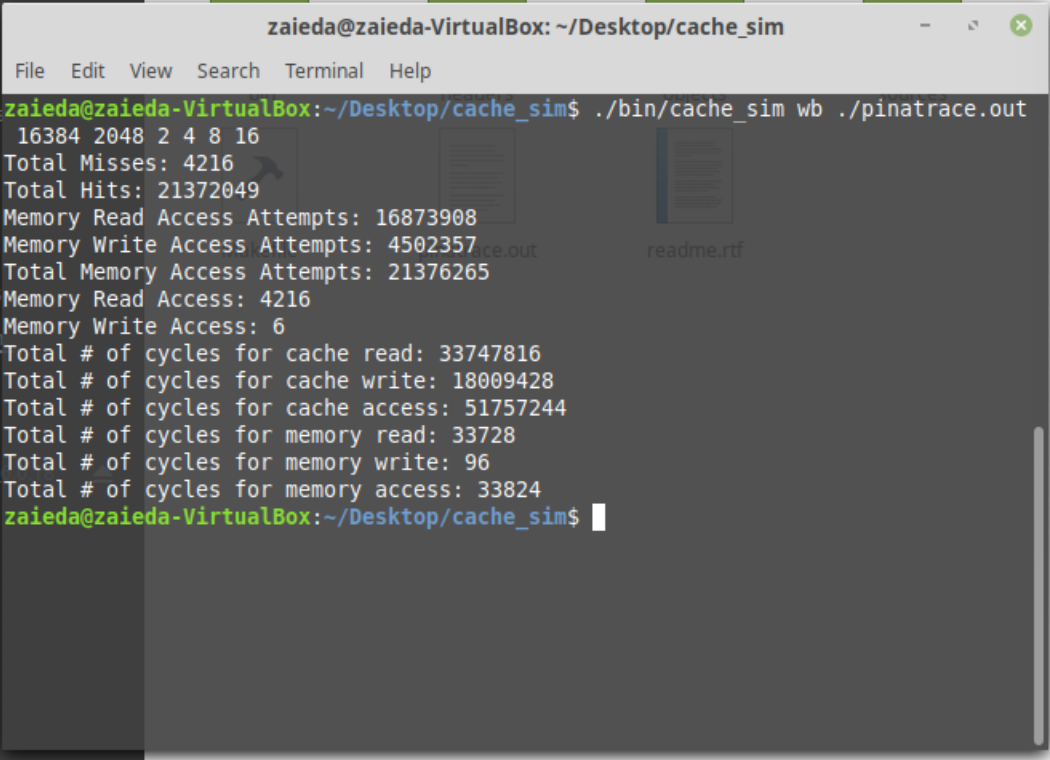 zaieda@zaieda-VirtualBox: ~/Desktop/cache_sim
File Edit View Search Terminal Help
zaieda@zaieda-VirtualBox:~/Desktop/cache_sim$ ./bin/cache_sim wb ./pinatrace.out
16384 2048 2 4 8 16
Total Misses: 4216
Total Hits: 21372049
Memory Read Access Attempts: 16873908
Memory Write Access Attempts: 4502357
Total Memory Access Attempts: 21376265
Memory Read Access: 4216
Memory Write Access: 6
Total # of cycles for cache read: 33747816
Total # of cycles for cache write: 18009428
Total # of cycles for cache access: 51757244
Total # of cycles for memory read: 33728
Total # of cycles for memory write: 96
Total # of cycles for memory access: 33824
zaieda@zaieda-VirtualBox:~/Desktop/cache_sim$
pinatrace.out
readme.rtf